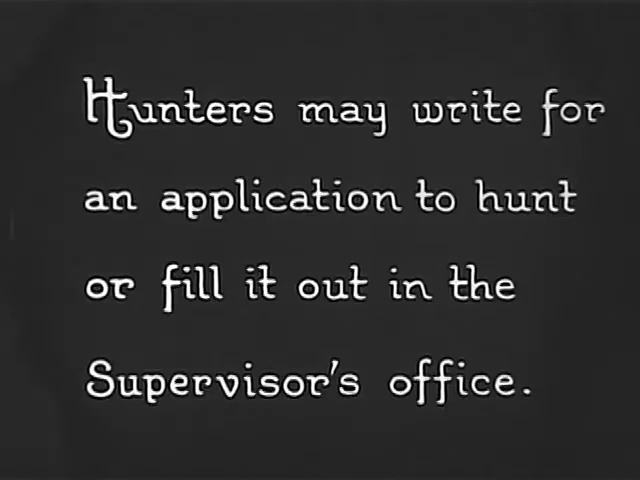 Hunters may write for
an application to hunt
or fill it out in the
Supervisor's office.